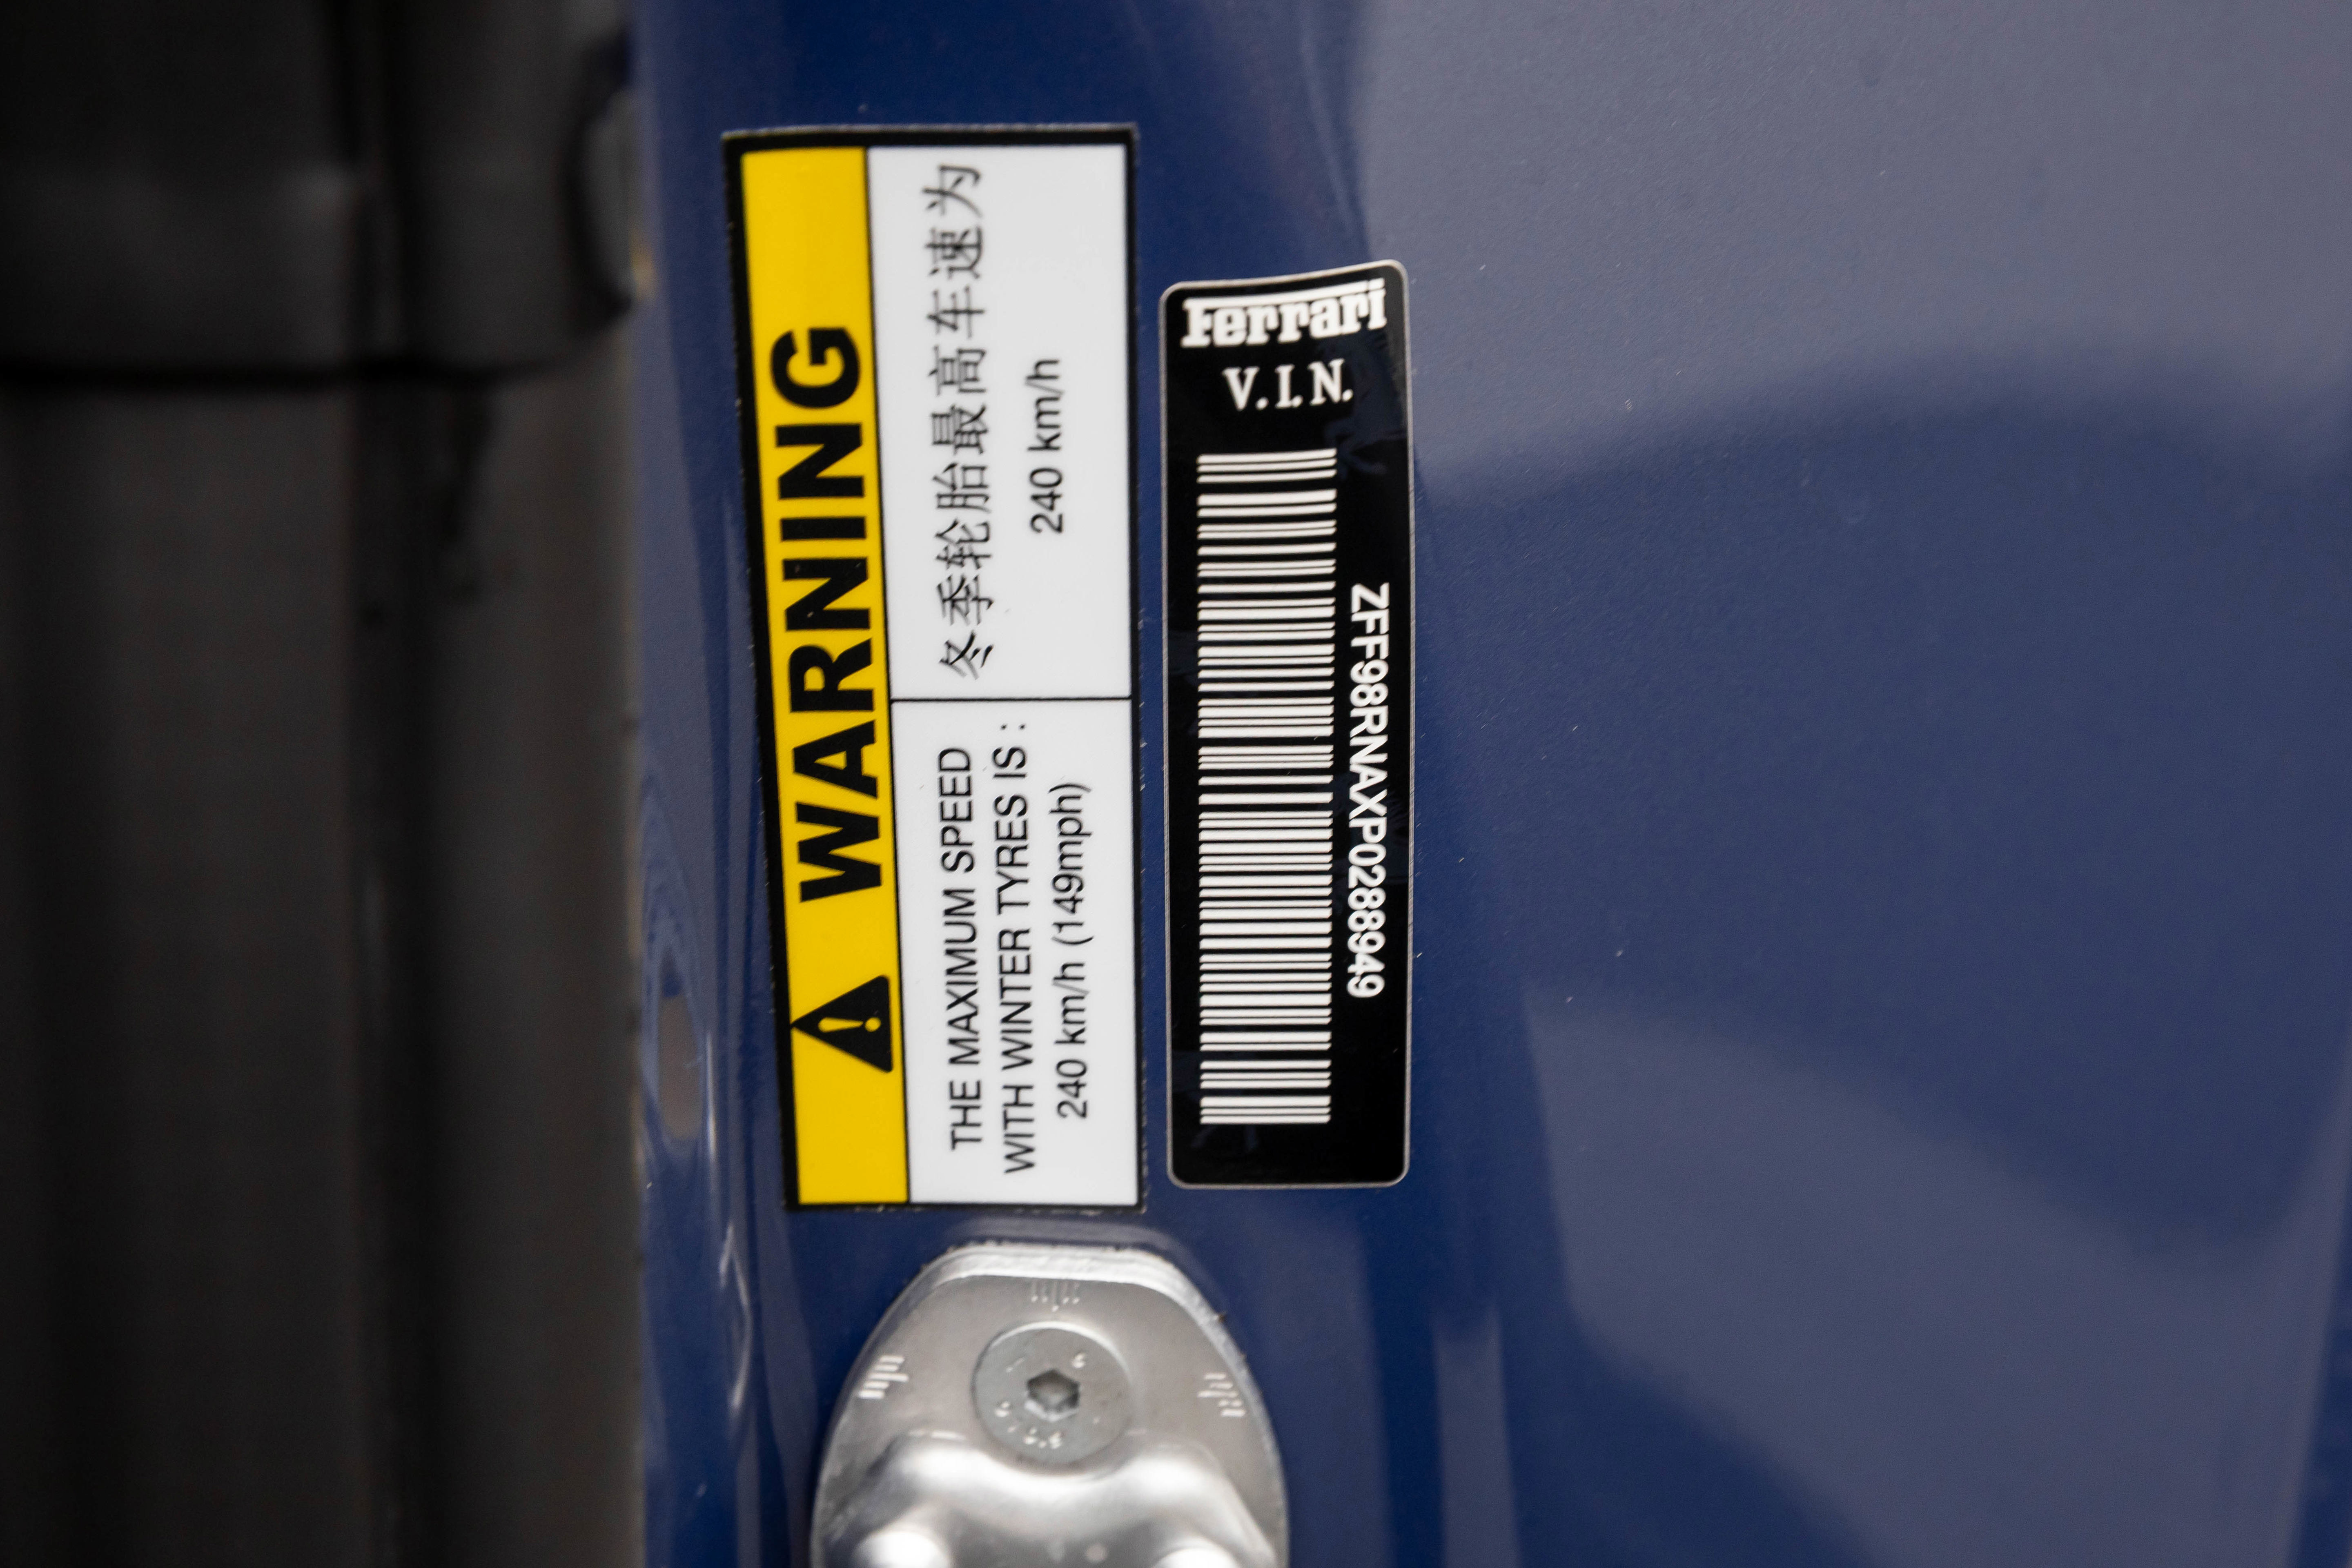 WARNING
THE MAXIMUM SPEED
WITH WINTER TYRES IS :
240 km/h (149mph)
冬季轮胎最高车速为
240 km/h
Ferrari
V.I.N.
ZFF98RNAXP0288949